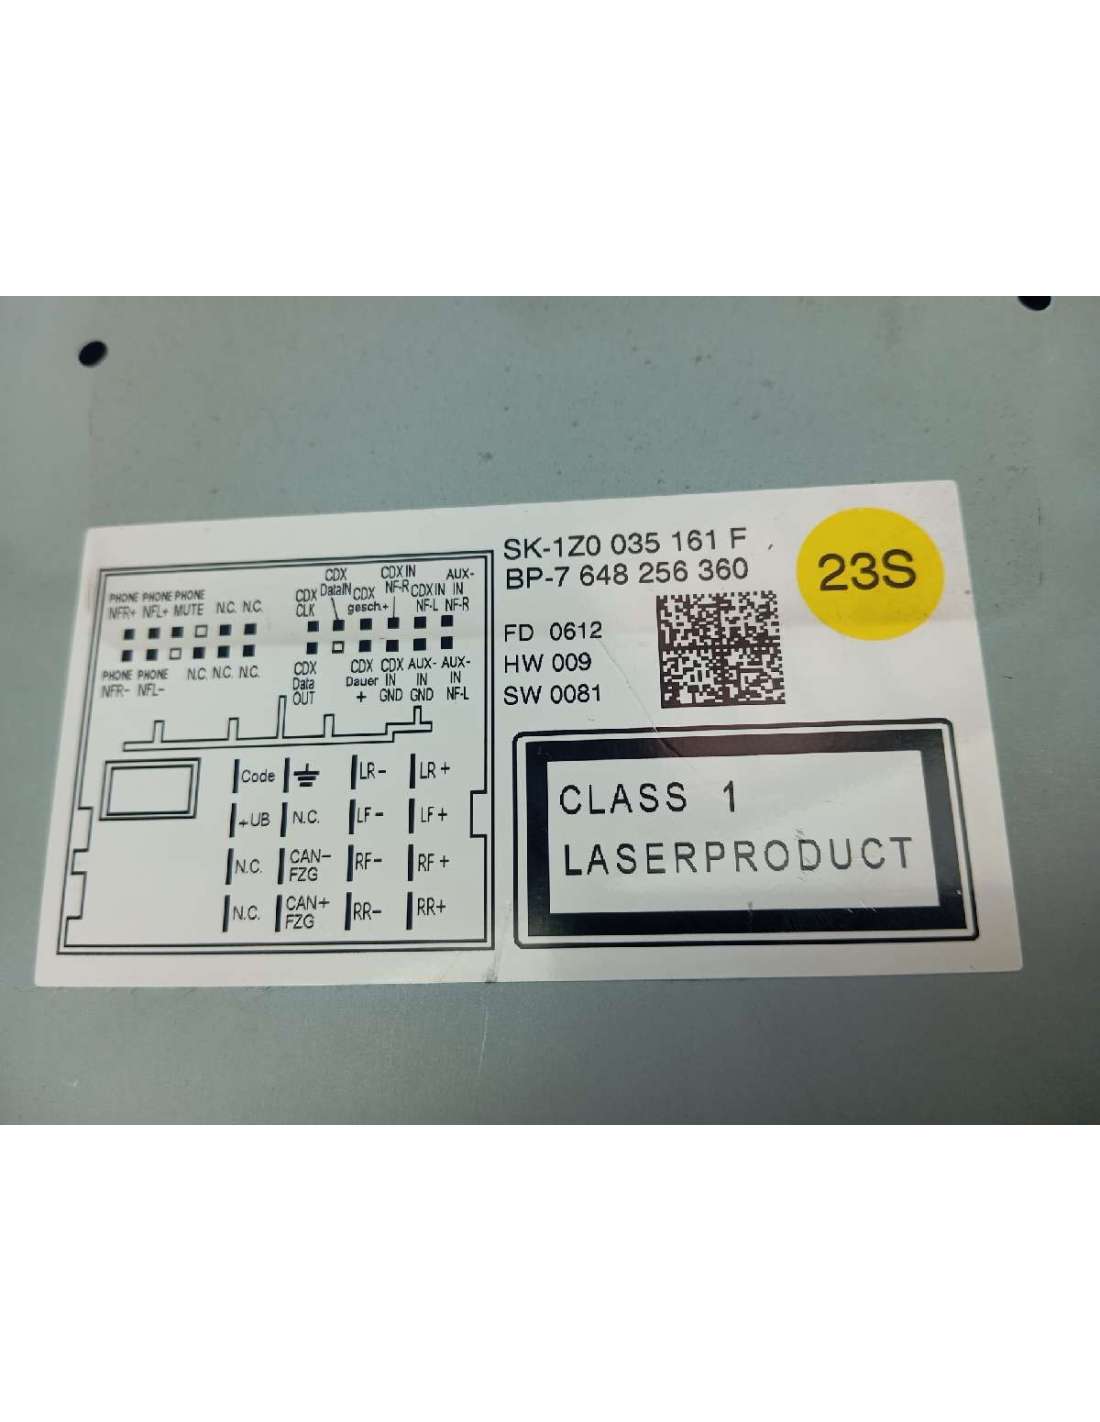 SK-1Z0 035 161 F
BP-7 648 256 360
23S
FD 0612
HW 009
SW 0081
CLASS 1
LASERPRODUCT
PHONE NFR+
PHONE NFL+
PHONE MUTE
N.C. N.C.
PHONE NFR-
PHONE NFL-
N.C. N.C. N.C.
CDX CLK
CDX DataIN
CDX gesch.+
CDX IN NF-R
CDX IN NF-L
AUX-IN NF-R
CDX Data OUT
CDX Dauer +
CDX IN GND
AUX-IN GND
AUX-IN NF-L
Code LR- LR+
+UB N.C. LF- LF+
N.C. CAN- FZG RF- RF+
N.C. CAN+ FZG RR- RR+